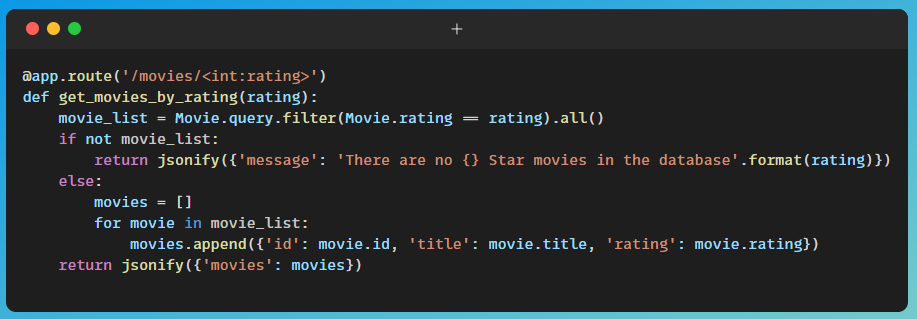 @app.route('/movies/<int:rating>')
def get_movies_by_rating(rating):
    movie_list = Movie.query.filter(Movie.rating == rating).all()
    if not movie_list:
        return jsonify({'message': 'There are no {} Star movies in the database'.format(rating)})
    else:
        movies = []
        for movie in movie_list:
            movies.append({'id': movie.id, 'title': movie.title, 'rating': movie.rating})
    return jsonify({'movies': movies})